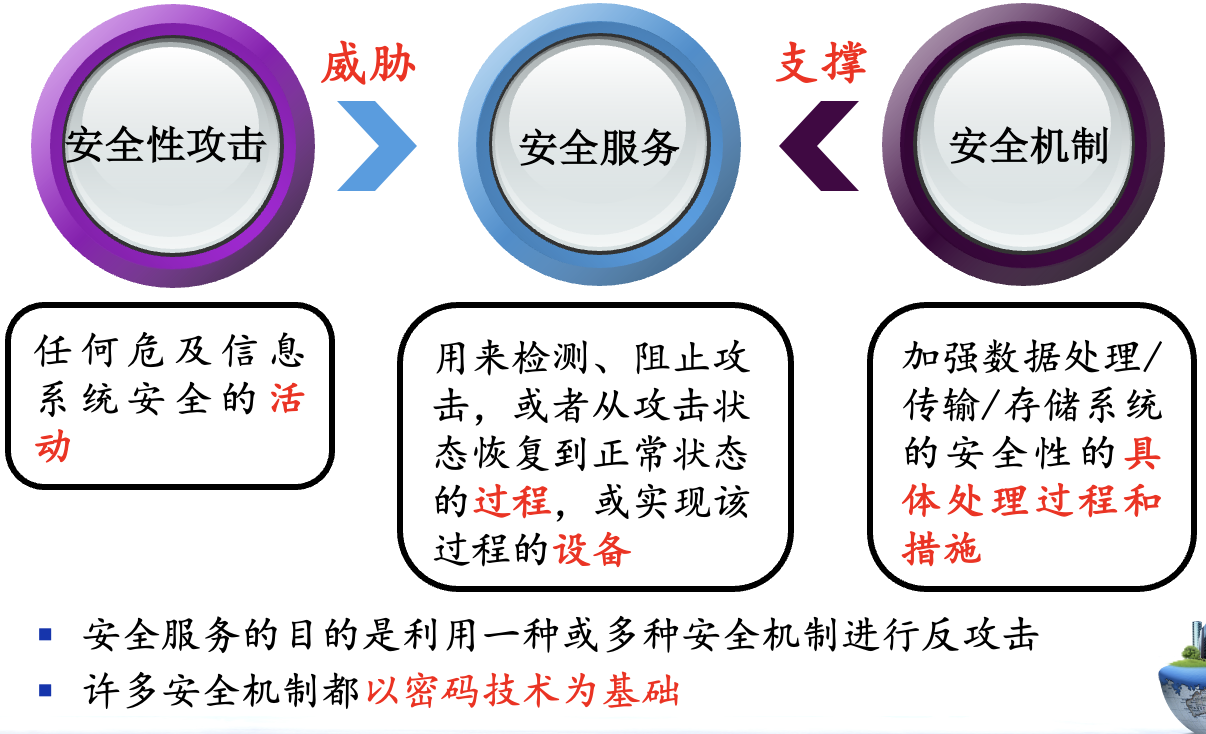 威胁
支撑
安全性攻击
安全服务
安全机制
任何危及信息
系统安全的活
动
用来检测、阻止攻
击，或者从攻击状
态恢复到正常状态
的过程，或实现该
过程的设备
加强数据处理/
传输/存储系统
的安全性的具
体处理过程和
措施
安全服务的目的是利用一种或多种安全机制进行反攻击
许多安全机制都以密码技术为基础